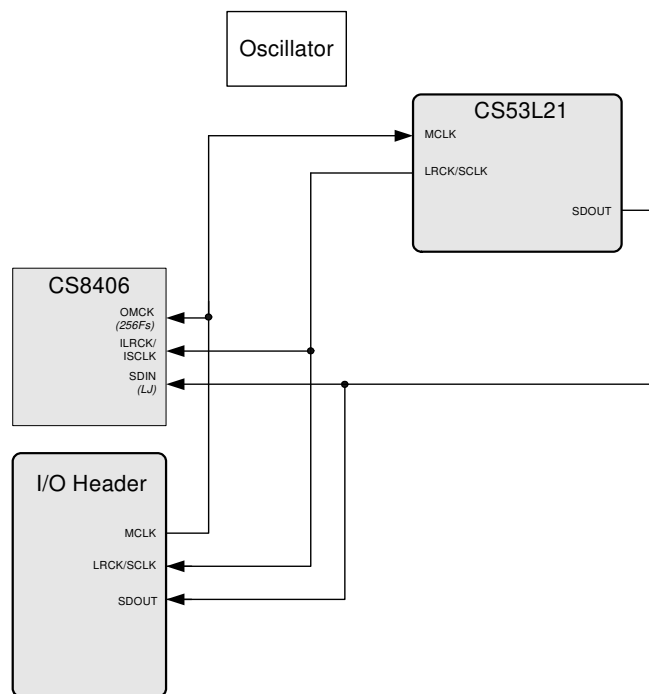 Oscillator
CS53L21
MCLK
LRCK/SCLK
SDOUT
CS8406
OMCK
(256Fs)
ILRCK/
ISCLK
SDIN
(LJ)
I/O Header
MCLK
LRCK/SCLK
SDOUT